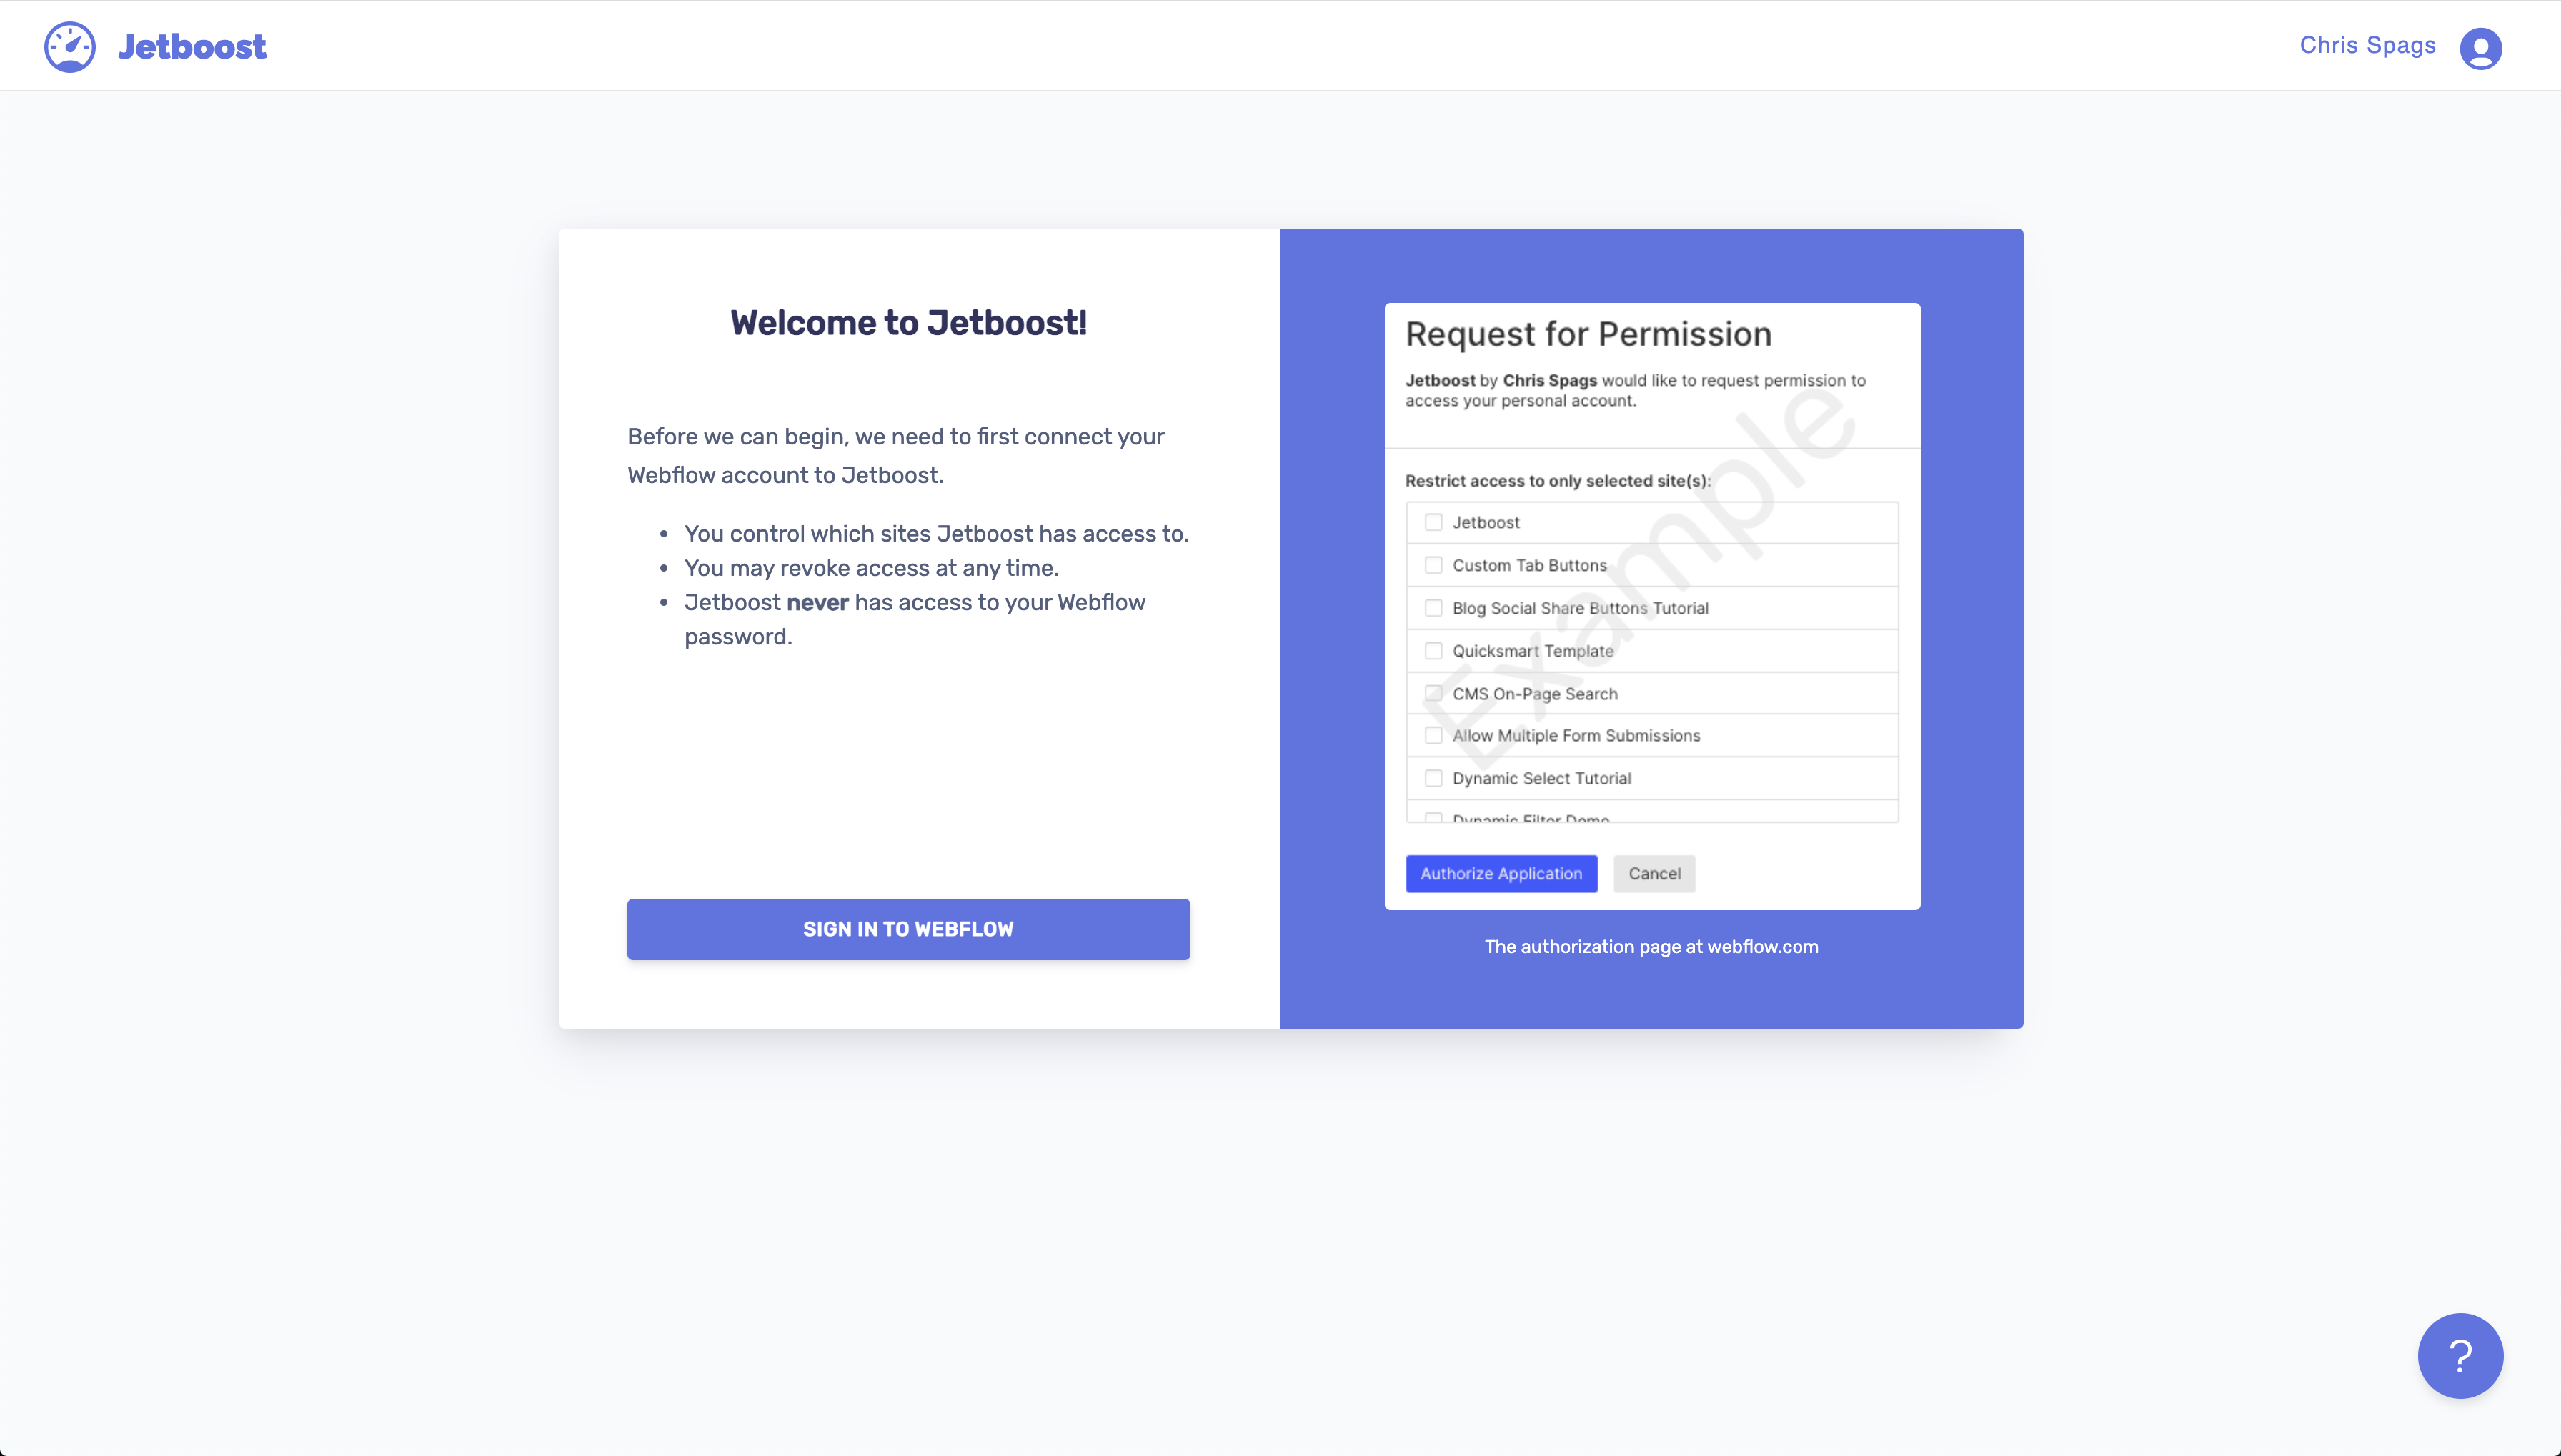 Jetboost
Chris Spags
Welcome to Jetboost!
Before we can begin, we need to first connect your
Webflow account to Jetboost.
• You control which sites Jetboost has access to.
• You may revoke access at any time.
• Jetboost never has access to your Webflow
password.
SIGN IN TO WEBFLOW
Request for Permission
Jetboost by Chris Spags would like to request permission to
access your personal account.
Restrict access to only selected site(s):
Jetboost
Custom Tab Buttons
Blog Social Share Buttons Tutorial
Quicksmart Template
CMS On-Page Search
Allow Multiple Form Submissions
Dynamic Select Tutorial
Dynamic Filter Demo
Example
Authorize Application
Cancel
The authorization page at webflow.com
?